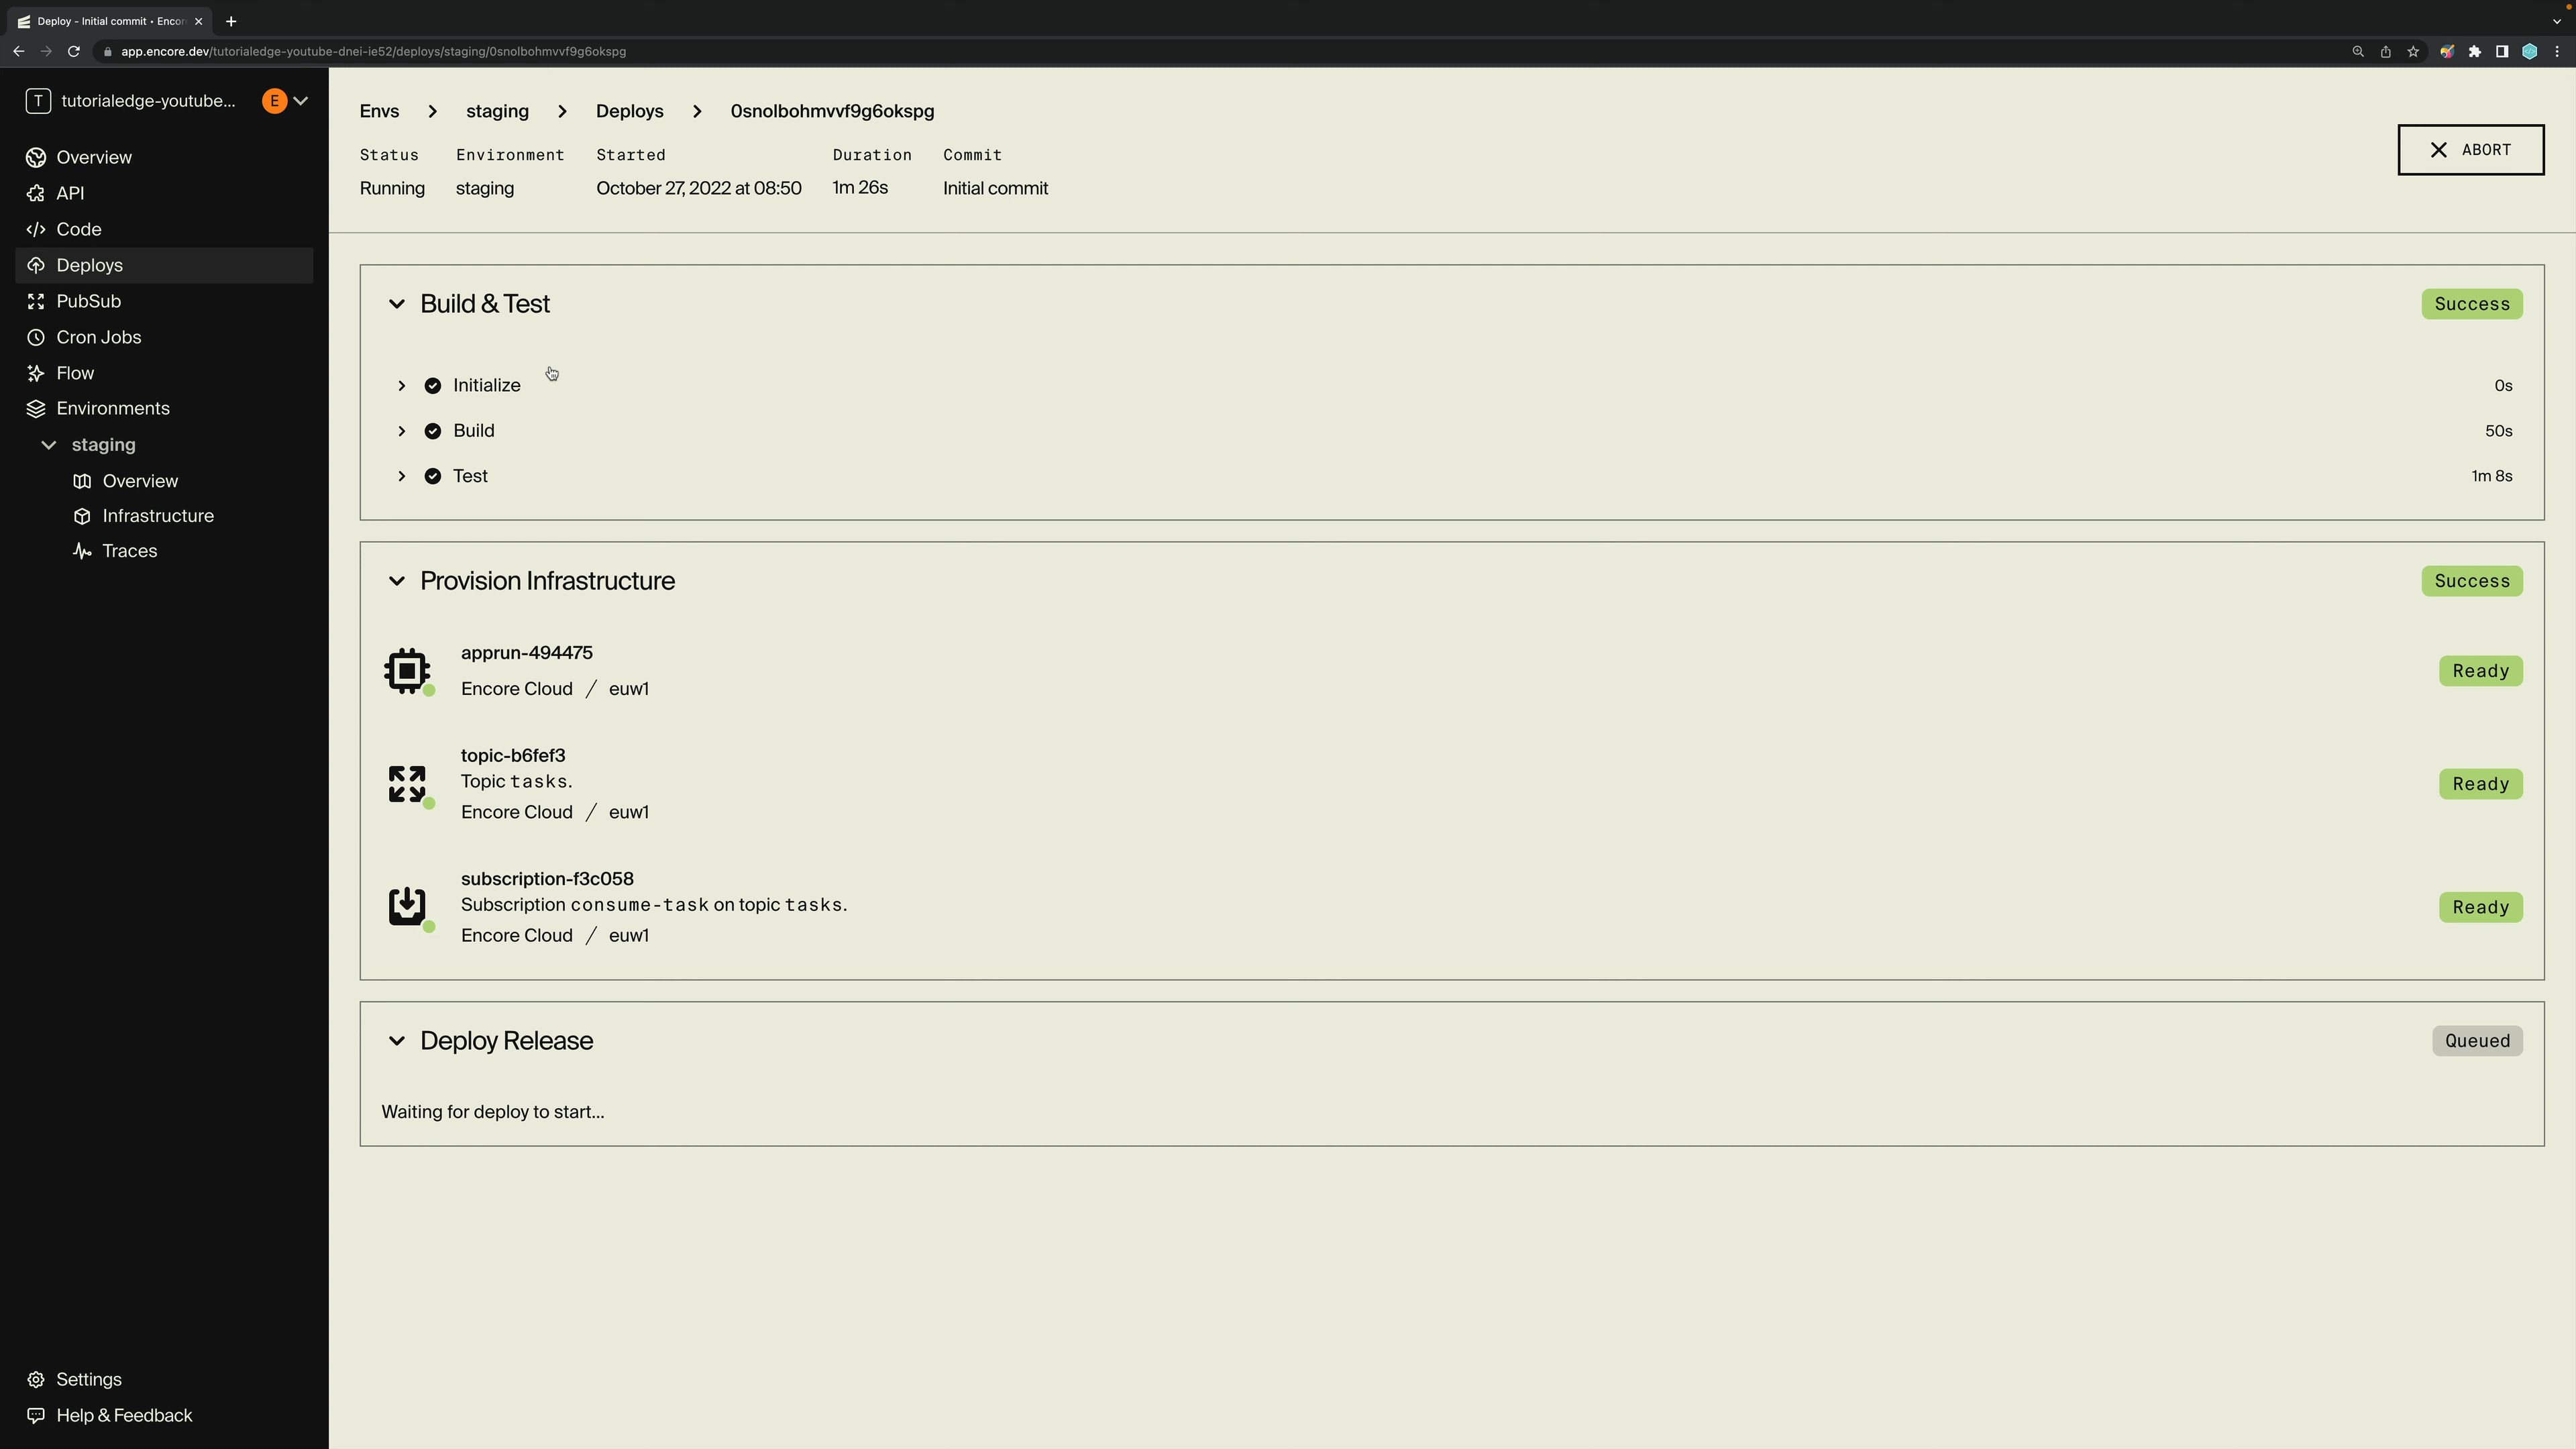 Deploy - Initial commit • Encor
app.encore.dev/tutorialedge-youtube-dnei-ie52/deploys/staging/0snolbohmvvf9g6okspg
T tutorialedge-youtube... E
Overview
API
Code
Deploys
PubSub
Cron Jobs
Flow
Environments
staging
Overview
Infrastructure
Traces
Settings
Help & Feedback
Envs > staging > Deploys > 0snolbohmvvf9g6okspg
Status Environment Started Duration Commit
Running staging October 27, 2022 at 08:50 1m 26s Initial commit
ABORT
Build & Test Success
Initialize 0s
Build 50s
Test 1m 8s
Provision Infrastructure Success
apprun-494475
Encore Cloud / euw1
Ready
topic-b6fef3
Topic tasks.
Encore Cloud / euw1
Ready
subscription-f3c058
Subscription consume-task on topic tasks.
Encore Cloud / euw1
Ready
Deploy Release Queued
Waiting for deploy to start...